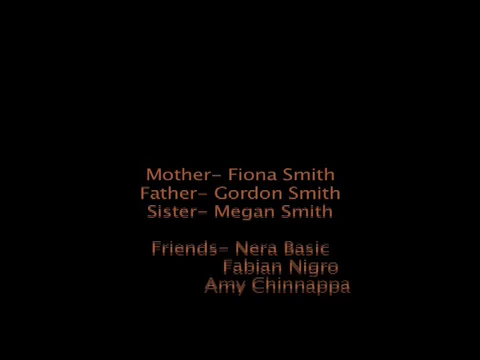 Mother- Fiona Smith
Father- Gordon Smith
Sister- Megan Smith
Friends- Nera Basic
Fabian Nigro
Amy Chinnappa